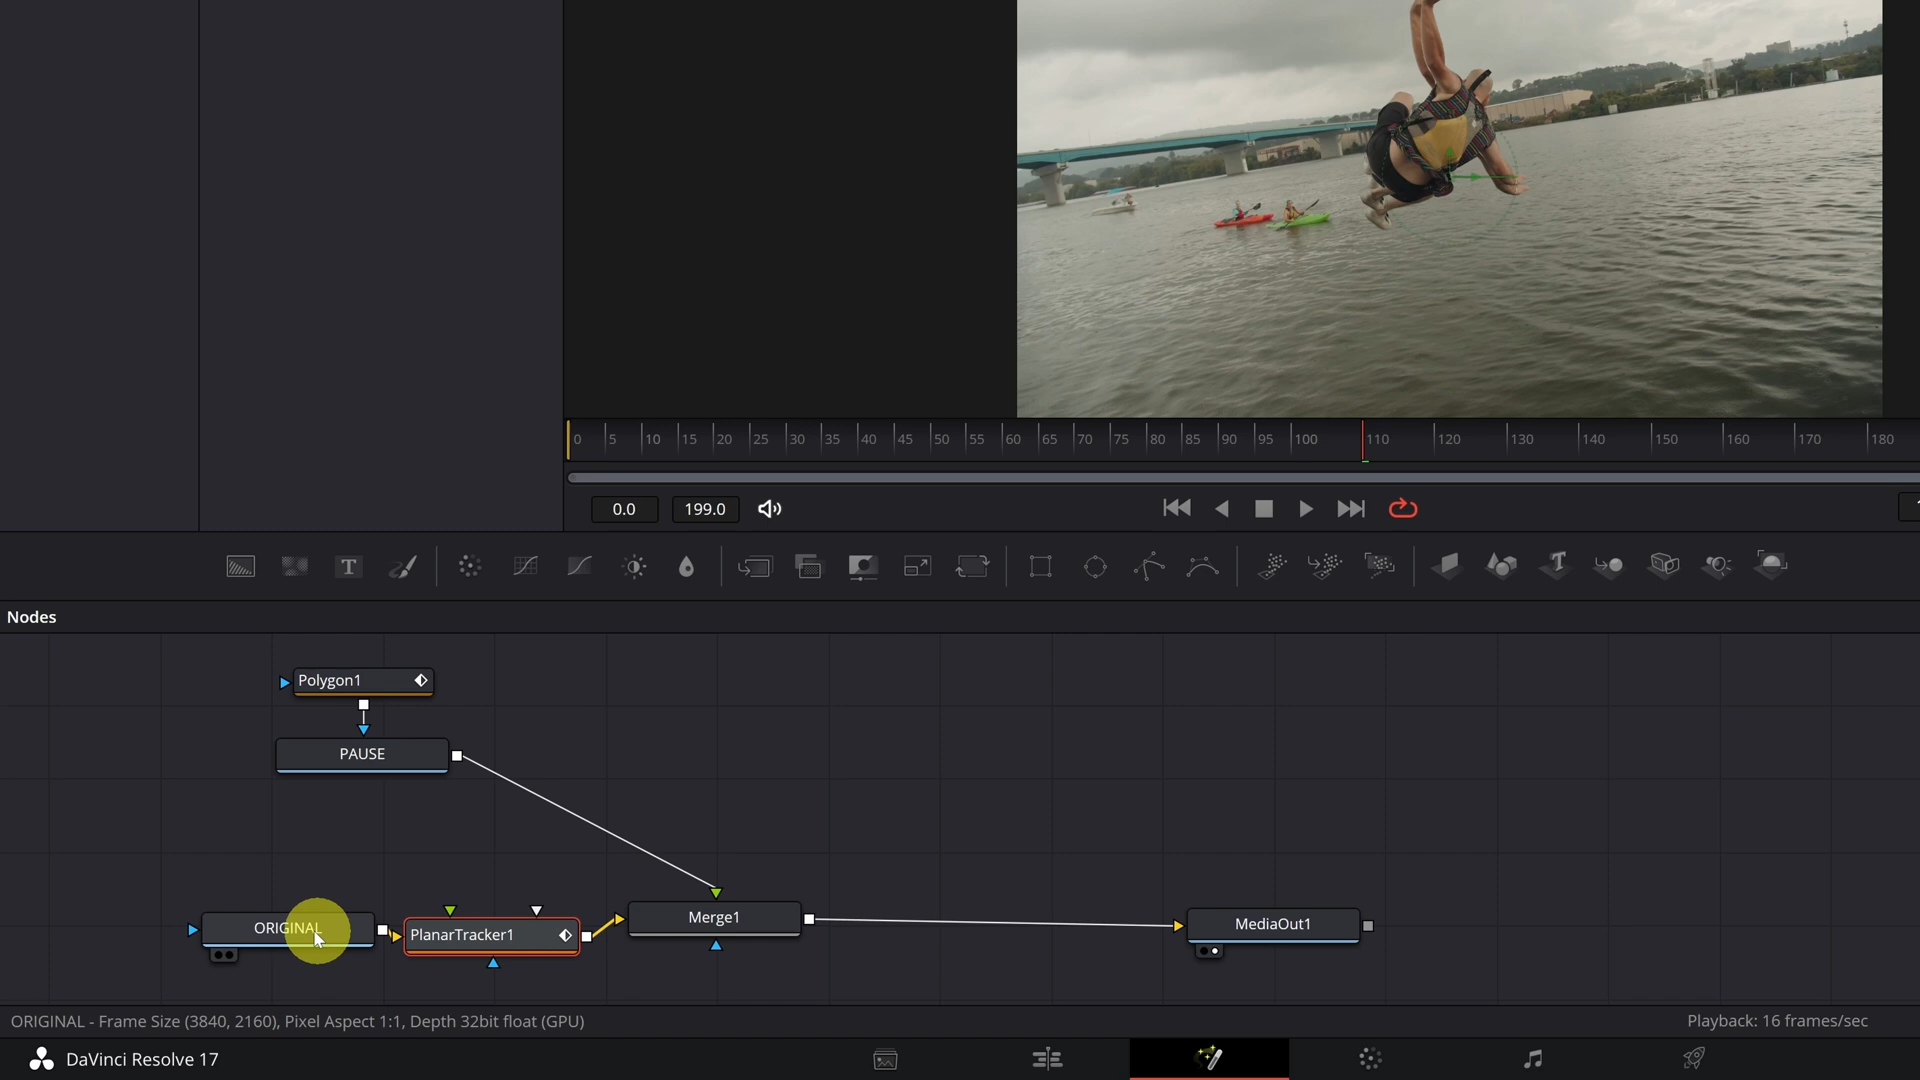 0 5 10 15 20 25 30 35 40 45 50 55 60 65 70 75 80 85 90 95 100 110 120 130 140 150 160 170 180
0.0 199.0
Nodes
Polygon1
PAUSE
ORIGINAL
PlanarTracker1
Merge1
MediaOut1
ORIGINAL - Frame Size (3840, 2160), Pixel Aspect 1:1, Depth 32bit float (GPU)
Playback: 16 frames/sec
DaVinci Resolve 17